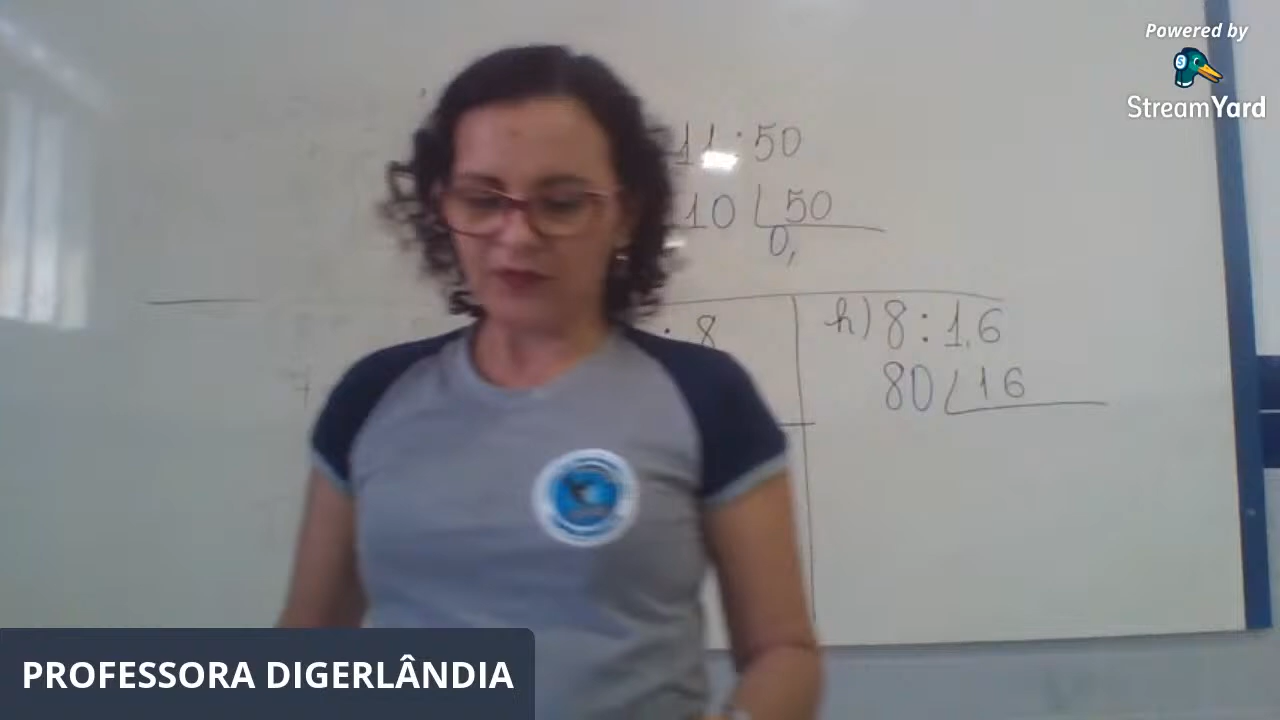 Powered by
StreamYard
11:50
10 50
0,
: 8
h) 8:1,6
80 16
PROFESSORA DIGERLÂNDIA